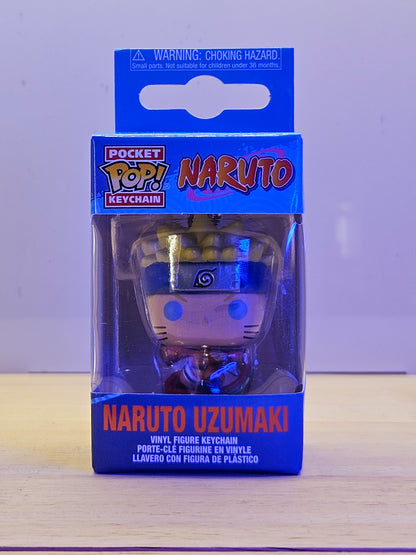 WARNING: CHOKING HAZARD.
Small parts. Not suitable for children under 36 months.
POCKET
POP!
KEYCHAIN
NARUTO
NARUTO UZUMAKI
VINYL FIGURE KEYCHAIN
PORTE-CLÉ FIGURINE EN VINYLE
LLAVERO CON FIGURA DE PLÁSTICO